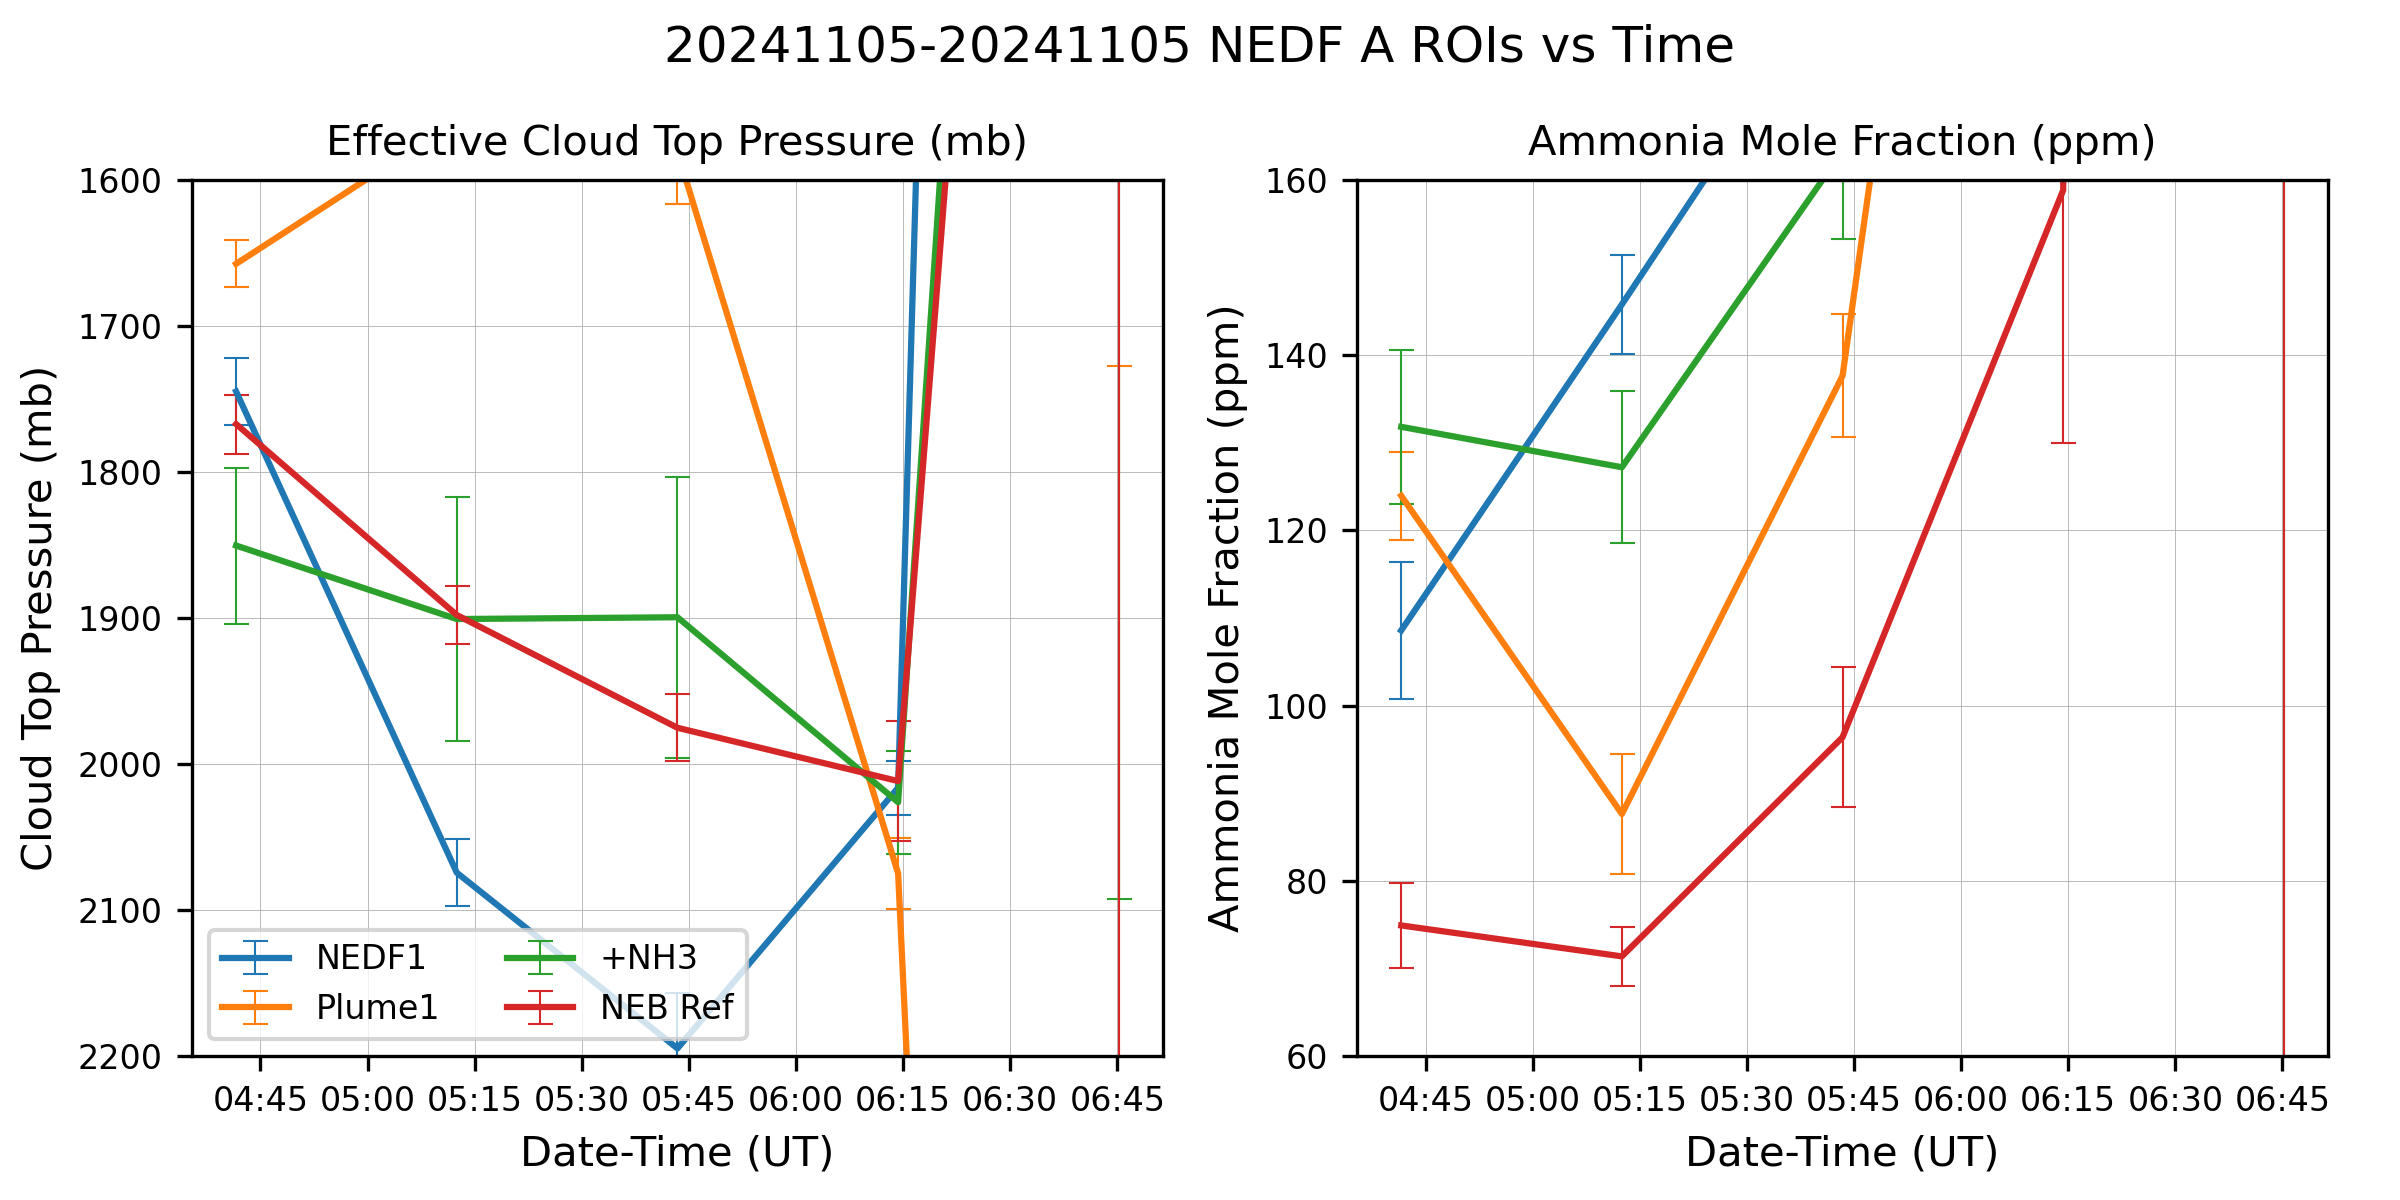 20241105-20241105 NEDF A ROIs vs Time
Effective Cloud Top Pressure (mb)
Cloud Top Pressure (mb)
1600
1700
1800
1900
2000
2100
2200
NEDF1
Plume1
+NH3
NEB Ref
04:45 05:00 05:15 05:30 05:45 06:00 06:15 06:30 06:45
Date-Time (UT)
Ammonia Mole Fraction (ppm)
Ammonia Mole Fraction (ppm)
160
140
120
100
80
60
04:45 05:00 05:15 05:30 05:45 06:00 06:15 06:30 06:45
Date-Time (UT)